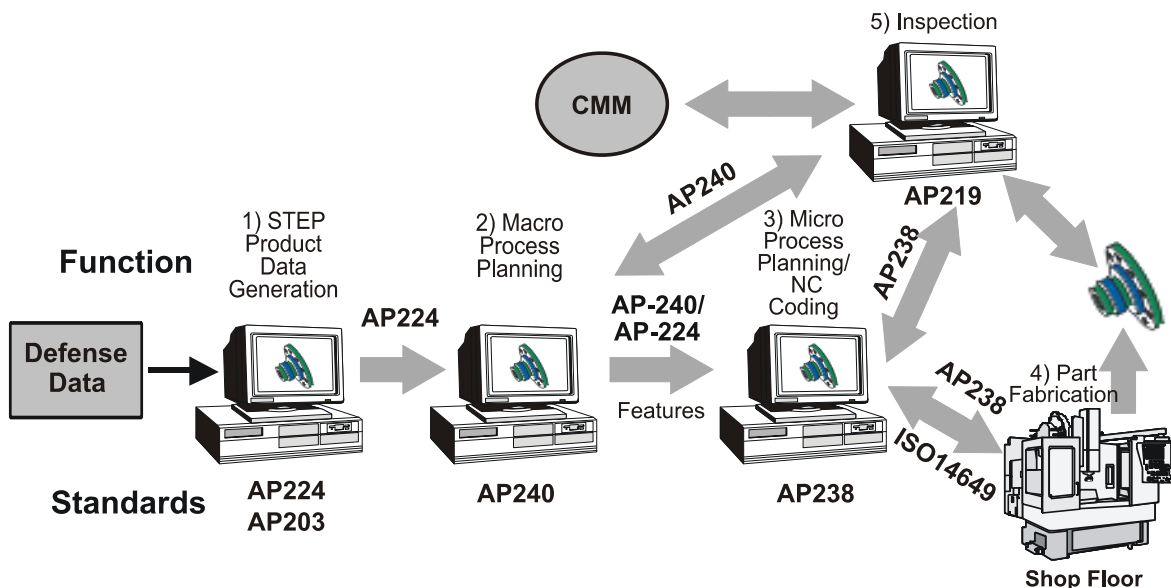 5) Inspection
CMM
AP240
AP219
1) STEP
Product
Data
Generation
2) Macro
Process
Planning
3) Micro
Process
Planning/
NC
Coding
AP238
Function
AP224
AP-240/
AP-224
Defense
Data
Features
AP238
ISO14649
4) Part
Fabrication
Standards
AP224
AP203
AP240
AP238
Shop Floor